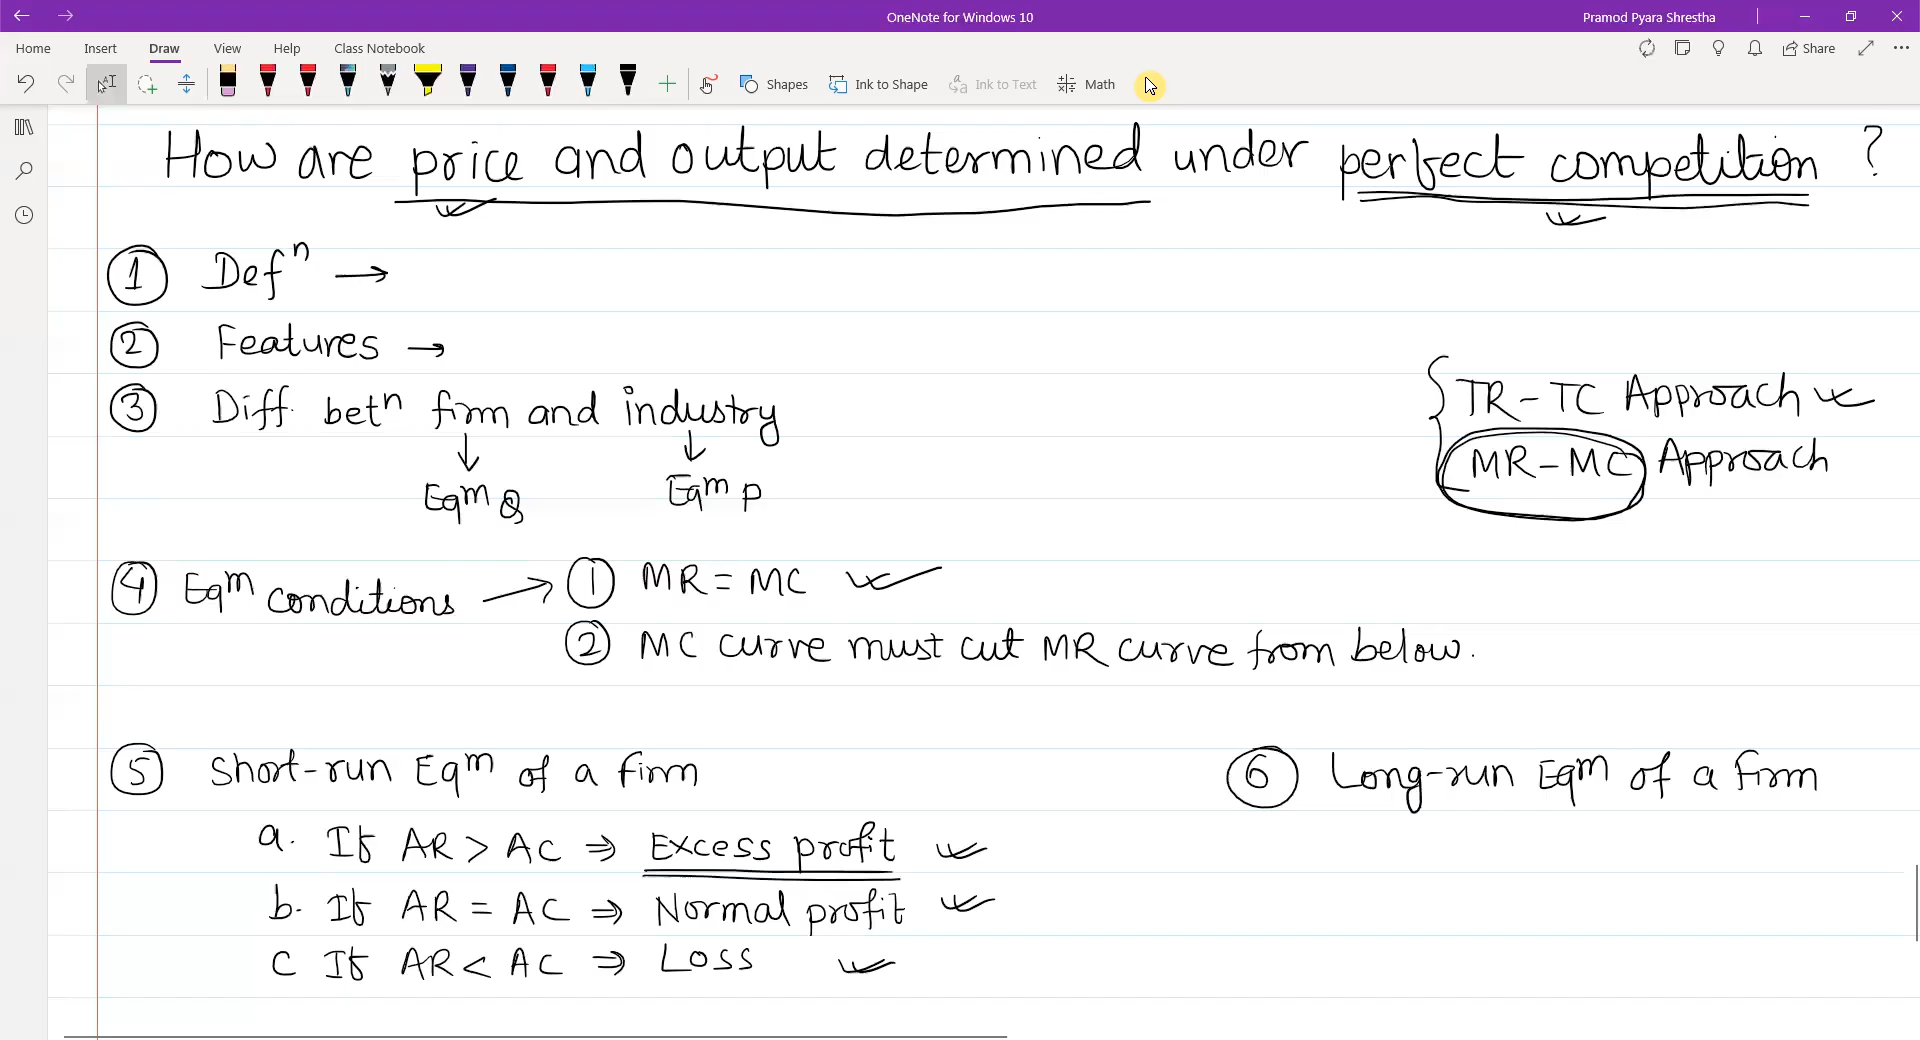 OneNote for Windows 10
Pramod Pyara Shrestha
Home Insert Draw View Help Class Notebook
Share
Shapes Ink to Shape Ink to Text Math
How are price and output determined under perfect competition ?
① Defⁿ →
② Features →
③ Diff. betⁿ firm and industry
↓ ↓
Eqᵐ Q Eqᵐ P
TR-TC Approach
MR-MC Approach
④ Eqᵐ conditions → ① MR = MC
② MC curve must cut MR curve from below.
⑤ Short-run Eqᵐ of a firm
a. If AR > AC ⇒ Excess profit
b. If AR = AC ⇒ Normal profit
c If AR < AC ⇒ Loss
⑥ Long-run Eqᵐ of a firm